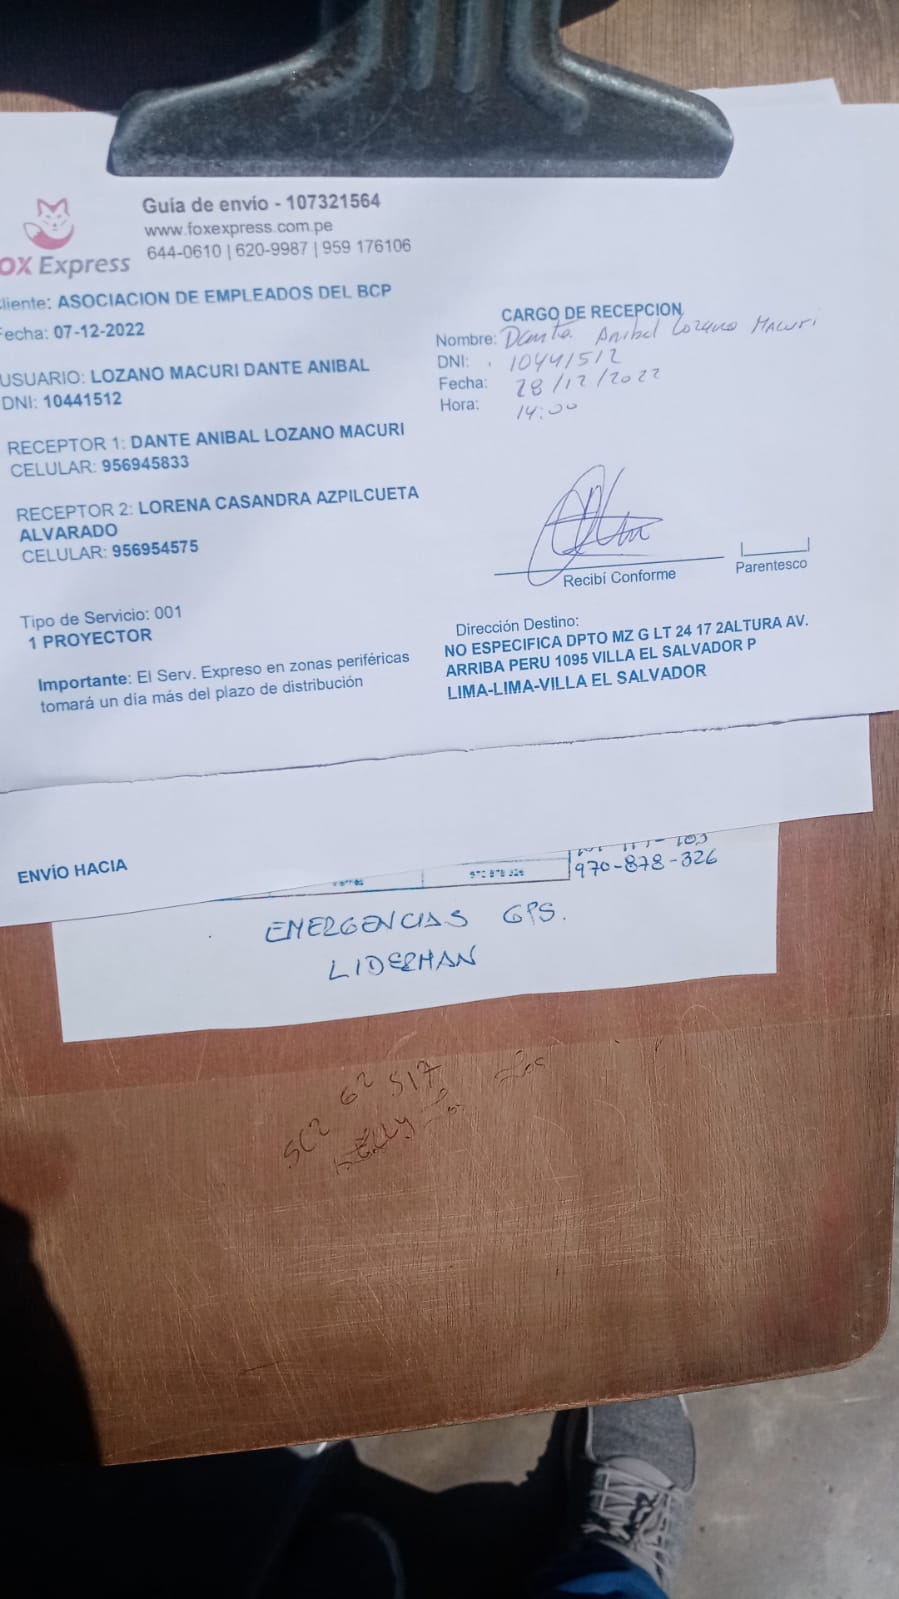 Guía de envío - 107321564
www.foxexpress.com.pe
644-0610 | 620-9987 | 959 176106
OX Express
liente: ASOCIACION DE EMPLEADOS DEL BCP
Fecha: 07-12-2022
USUARIO: LOZANO MACURI DANTE ANIBAL
DNI: 10441512
RECEPTOR 1: DANTE ANIBAL LOZANO MACURI
CELULAR: 956945833
RECEPTOR 2: LORENA CASANDRA AZPILCUETA
ALVARADO
CELULAR: 956954575
Tipo de Servicio: 001
1 PROYECTOR
Importante: El Serv. Expreso en zonas periféricas
tomará un día más del plazo de distribución
CARGO DE RECEPCION
Nombre: Dante Anibal Lozano Macuri
DNI: 10441512
Fecha: 28/12/2022
Hora: 14:00
Recibí Conforme
Parentesco
Dirección Destino:
NO ESPECIFICA DPTO MZ G LT 24 17 2ALTURA AV.
ARRIBA PERU 1095 VILLA EL SALVADOR P
LIMA-LIMA-VILLA EL SALVADOR
ENVÍO HACIA
970-878-326
EMERGENCIAS GPS.
LIDERMAN